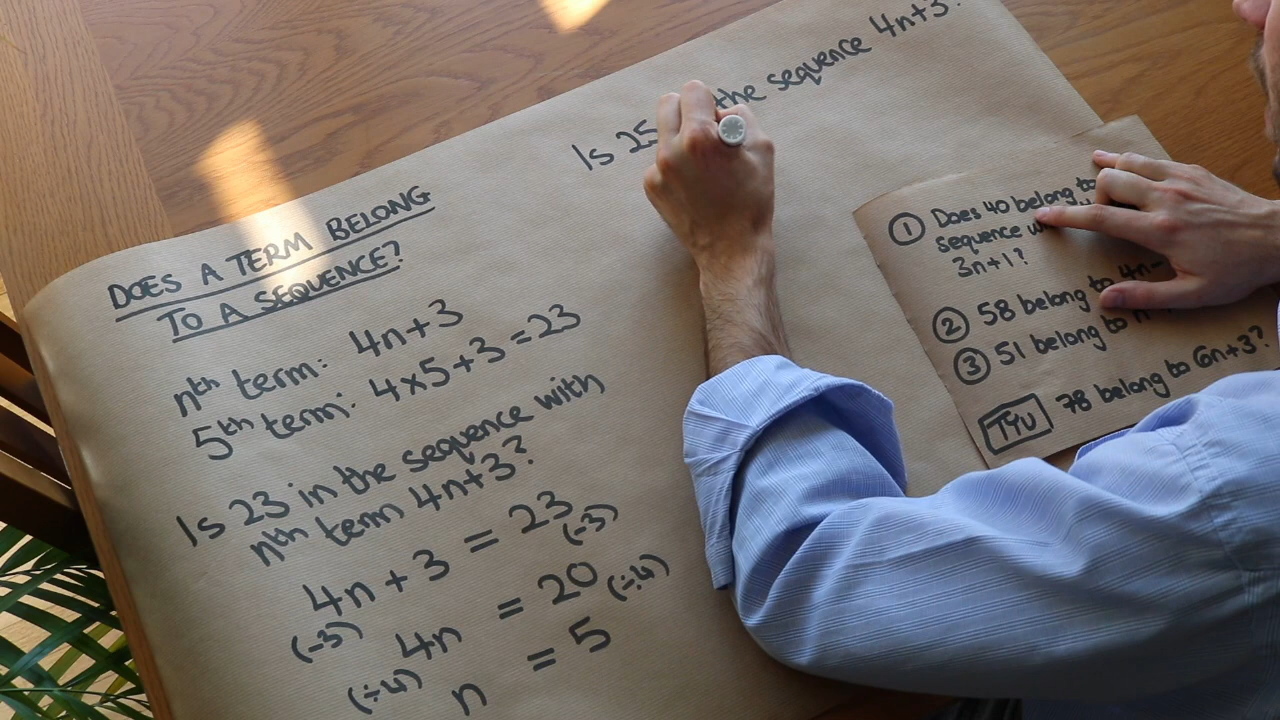 DOES A TERM BELONG
TO A SEQUENCE?
nth term: 4n+3
5th term: 4×5+3=23
Is 23 in the sequence with
nth term 4n+3?
4n+3 = 23
(-3) (-3)
4n = 20
(÷4) (÷4)
n = 5
Is 25 the sequence 4n+3?
① Does 40 belong to
sequence
3n+1?
② 58 belong to 4n-
③ 51 belong to
TYU 78 belong to 6n+3?